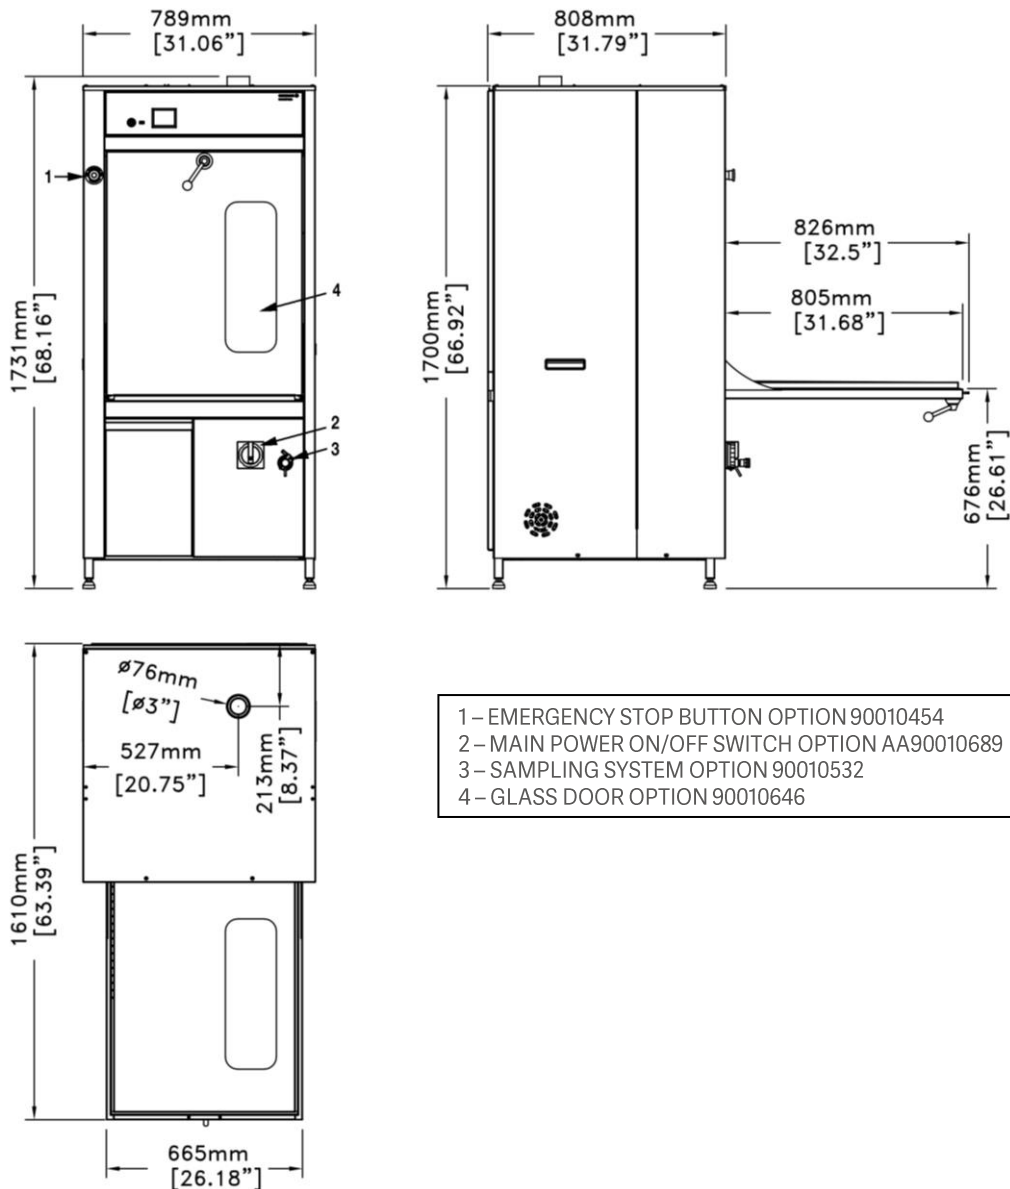 789mm
[31.06”]
808mm
[31.79”]
1
4
2
3
1731mm
[68.16”]
1700mm
[66.92”]
826mm
[32.5”]
805mm
[31.68”]
676mm
[26.61”]
ø76mm
[ø3”]
527mm
[20.75”]
213mm
[8.37”]
1610mm
[63.39”]
665mm
[26.18”]
1 – EMERGENCY STOP BUTTON OPTION 90010454
2 – MAIN POWER ON/OFF SWITCH OPTION AA90010689
3 – SAMPLING SYSTEM OPTION 90010532
4 – GLASS DOOR OPTION 90010646